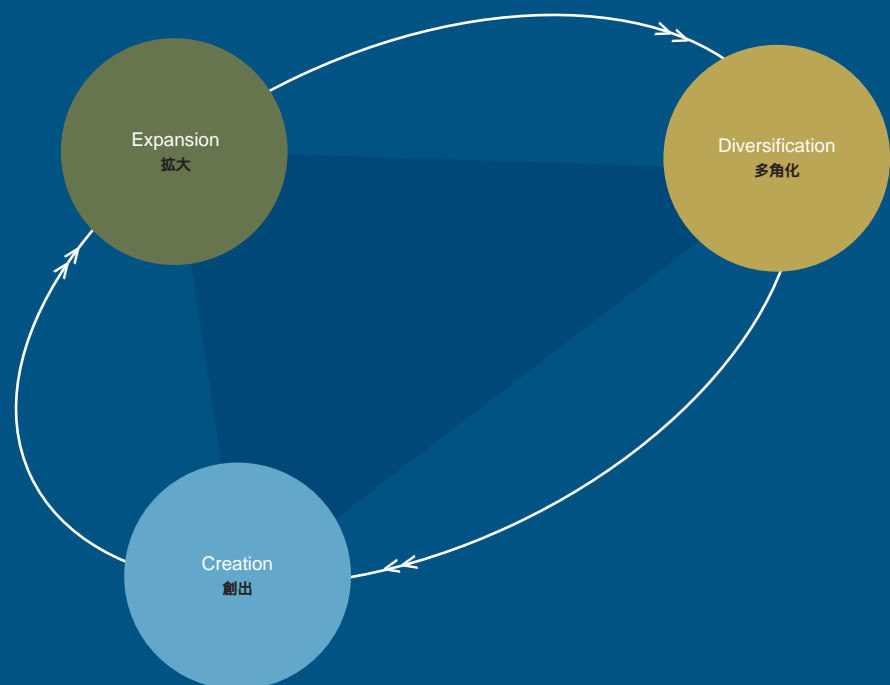 Expansion
拡大
Diversification
多角化
Creation
創出